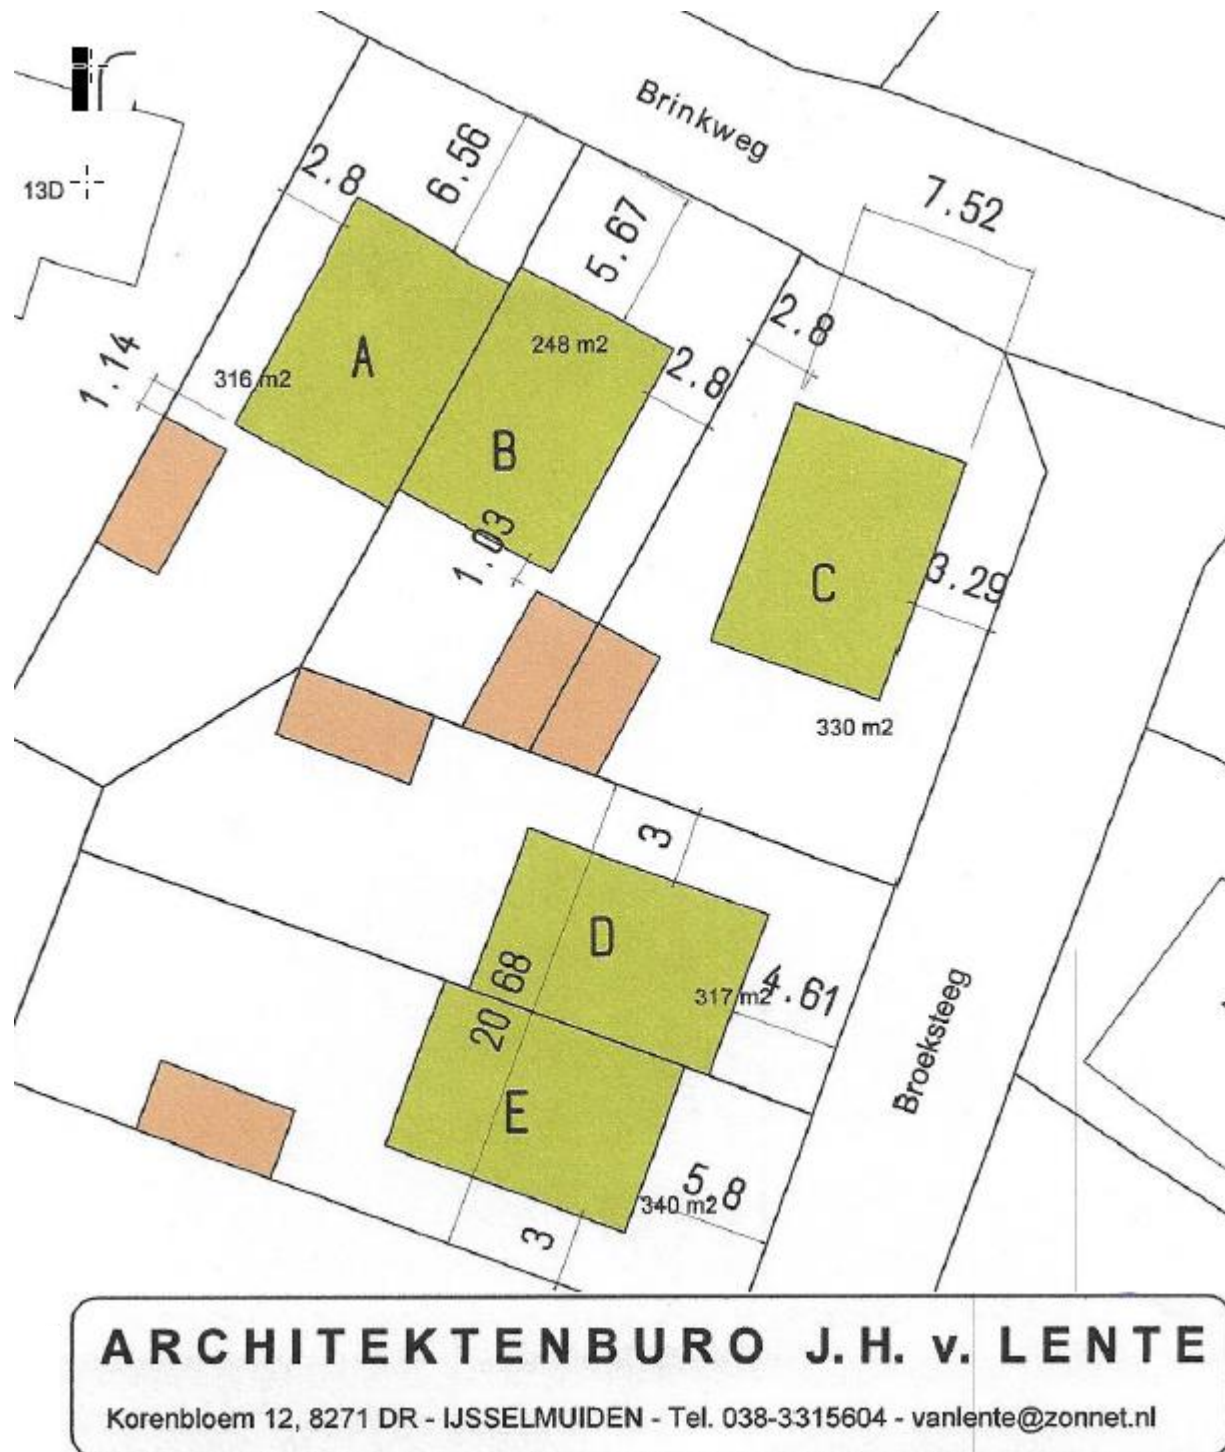 Brinkweg
7.52
6.56
2.8
13D
5.67
2.8
248 m2
2.8
1.14
A
316 m2
B
1.03
C
3.29
330 m2
3
D
68
317 m2
4.61
20
Broeksteeg
E
5.8
340 m2
3
ARCHITEKTENBURO J.H. v. LENTE
Korenbloem 12, 8271 DR - IJSSELMUIDEN - Tel. 038-3315604 - vanlente@zonnet.nl